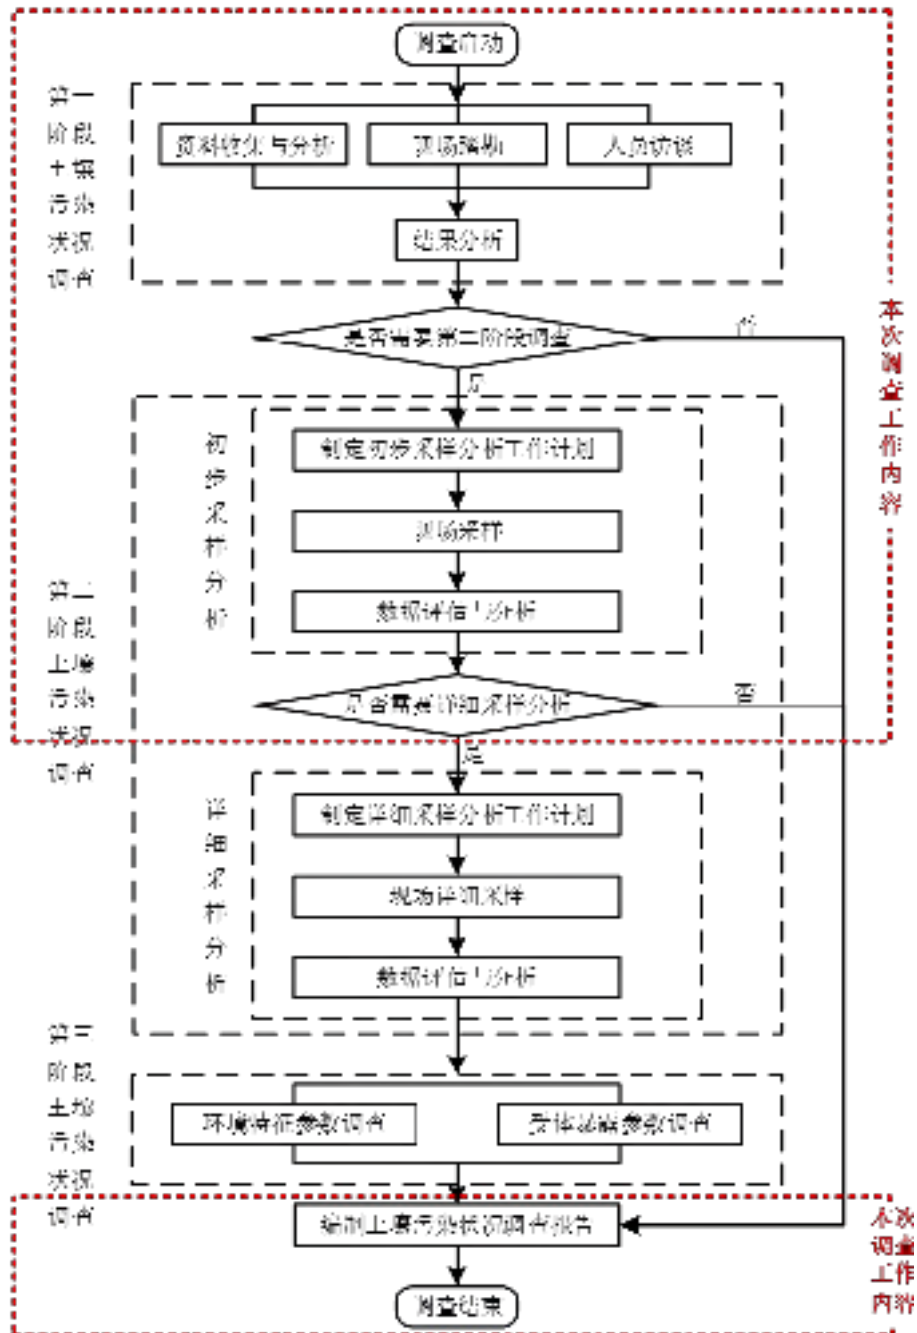 调查启动
第一
阶段
土壤
污染
状况
调查
资料收集与分析
现场踏勘
人员访谈
结果分析
是否需要第二阶段调查
否
是
本次调查工作内容
初步采样分析
制定初步采样分析工作计划
现场采样
数据评估与分析
第二
阶段
土壤
污染
状况
调查
是否需要详细采样分析
否
是
详细采样分析
制定详细采样分析工作计划
现场详细采样
数据评估与分析
第三
阶段
土壤
污染
状况
调查
环境特征参数调查
受体暴露参数调查
编制土壤污染状况调查报告
本次
调查
工作
内容
调查结束